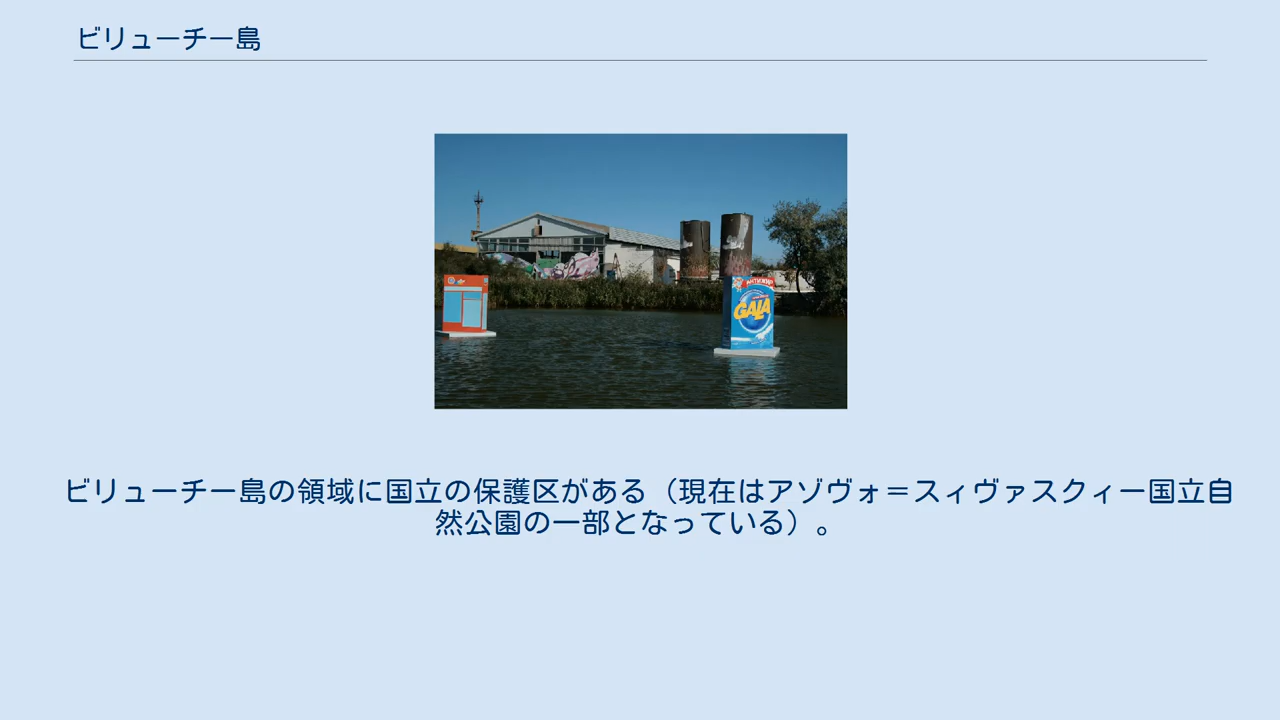 ビリューチー島
АНТИЖИР
GALA
ビリューチー島の領域に国立の保護区がある（現在はアゾヴォ＝スィヴァスクィー国立自
然公園の一部となっている）。